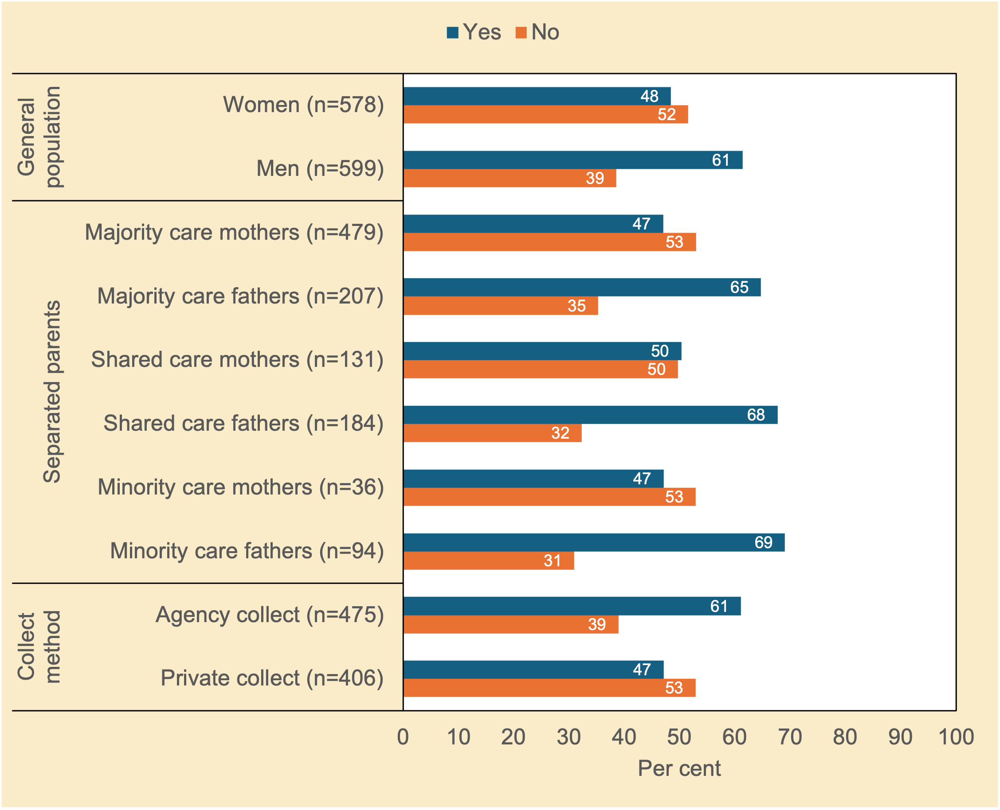 Yes No
General
population
Women (n=578)
48
52
Men (n=599)
61
39
Separated parents
Majority care mothers (n=479)
47
53
Majority care fathers (n=207)
65
35
Shared care mothers (n=131)
50
50
Shared care fathers (n=184)
68
32
Minority care mothers (n=36)
47
53
Minority care fathers (n=94)
69
31
Collect
method
Agency collect (n=475)
61
39
Private collect (n=406)
47
53
0 10 20 30 40 50 60 70 80 90 100
Per cent